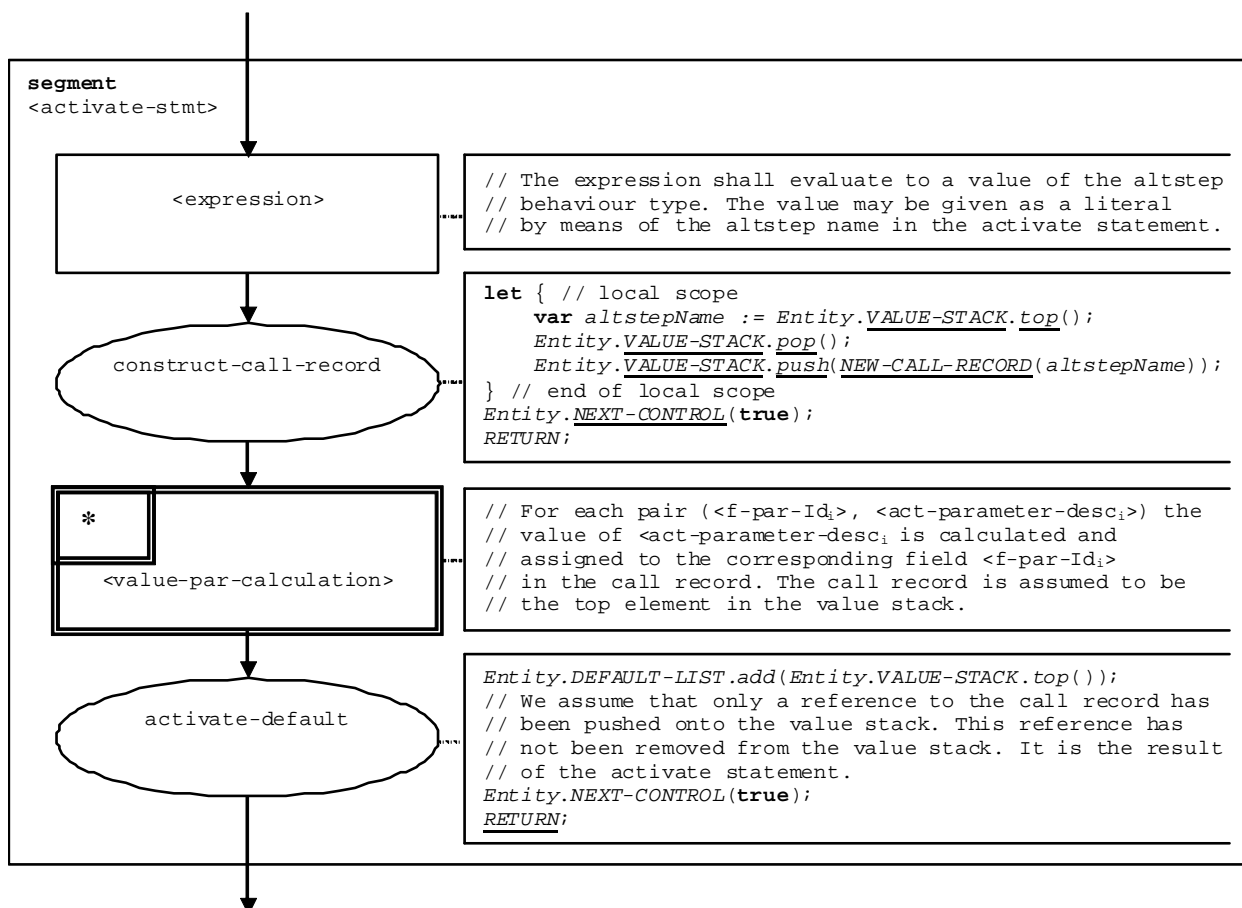 segment
<activate-stmt>
<expression>
// The expression shall evaluate to a value of the altstep
// behaviour type. The value may be given as a literal
// by means of the altstep name in the activate statement.
construct-call-record
let { // local scope
var altstepName := Entity.VALUE-STACK.top();
Entity.VALUE-STACK.pop();
Entity.VALUE-STACK.push(NEW-CALL-RECORD(altstepName));
} // end of local scope
Entity.NEXT-CONTROL(true);
RETURN;
*
<value-par-calculation>
// For each pair (<f-par-Idi>, <act-parameter-desci>) the
// value of <act-parameter-desci is calculated and
// assigned to the corresponding field <f-par-Idi>
// in the call record. The call record is assumed to be
// the top element in the value stack.
activate-default
Entity.DEFAULT-LIST.add(Entity.VALUE-STACK.top());
// We assume that only a reference to the call record has
// been pushed onto the value stack. This reference has
// not been removed from the value stack. It is the result
// of the activate statement.
Entity.NEXT-CONTROL(true);
RETURN;